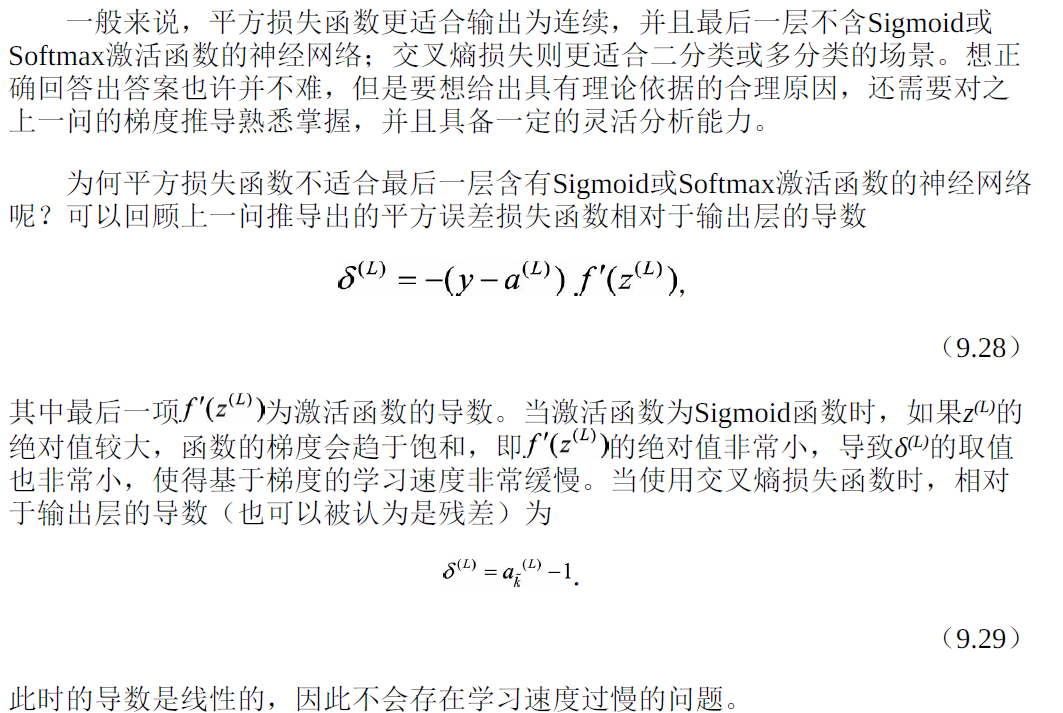 一般来说，平方损失函数更适合输出为连续，并且最后一层不含Sigmoid或
Softmax激活函数的神经网络；交叉熵损失则更适合二分类或多分类的场景。想正
确回答出答案也许并不难，但是要想给出具有理论依据的合理原因，还需要对之
上一问的梯度推导熟悉掌握，并且具备一定的灵活分析能力。
为何平方损失函数不适合最后一层含有Sigmoid或Softmax激活函数的神经网络
呢？可以回顾上一问推导出的平方误差损失函数相对于输出层的导数
δ^(L) = −(y − a^(L)) .f′(z^(L)),
（9.28）
其中最后一项f′(z^(L))为激活函数的导数。当激活函数为Sigmoid函数时，如果z^(L)的
绝对值较大，函数的梯度会趋于饱和，即f′(z^(L))的绝对值非常小，导致δ^(L)的取值
也非常小，使得基于梯度的学习速度非常缓慢。当使用交叉熵损失函数时，相对
于输出层的导数（也可以被认为是残差）为
δ^(L) = a_k̃^(L) − 1.
（9.29）
此时的导数是线性的，因此不会存在学习速度过慢的问题。